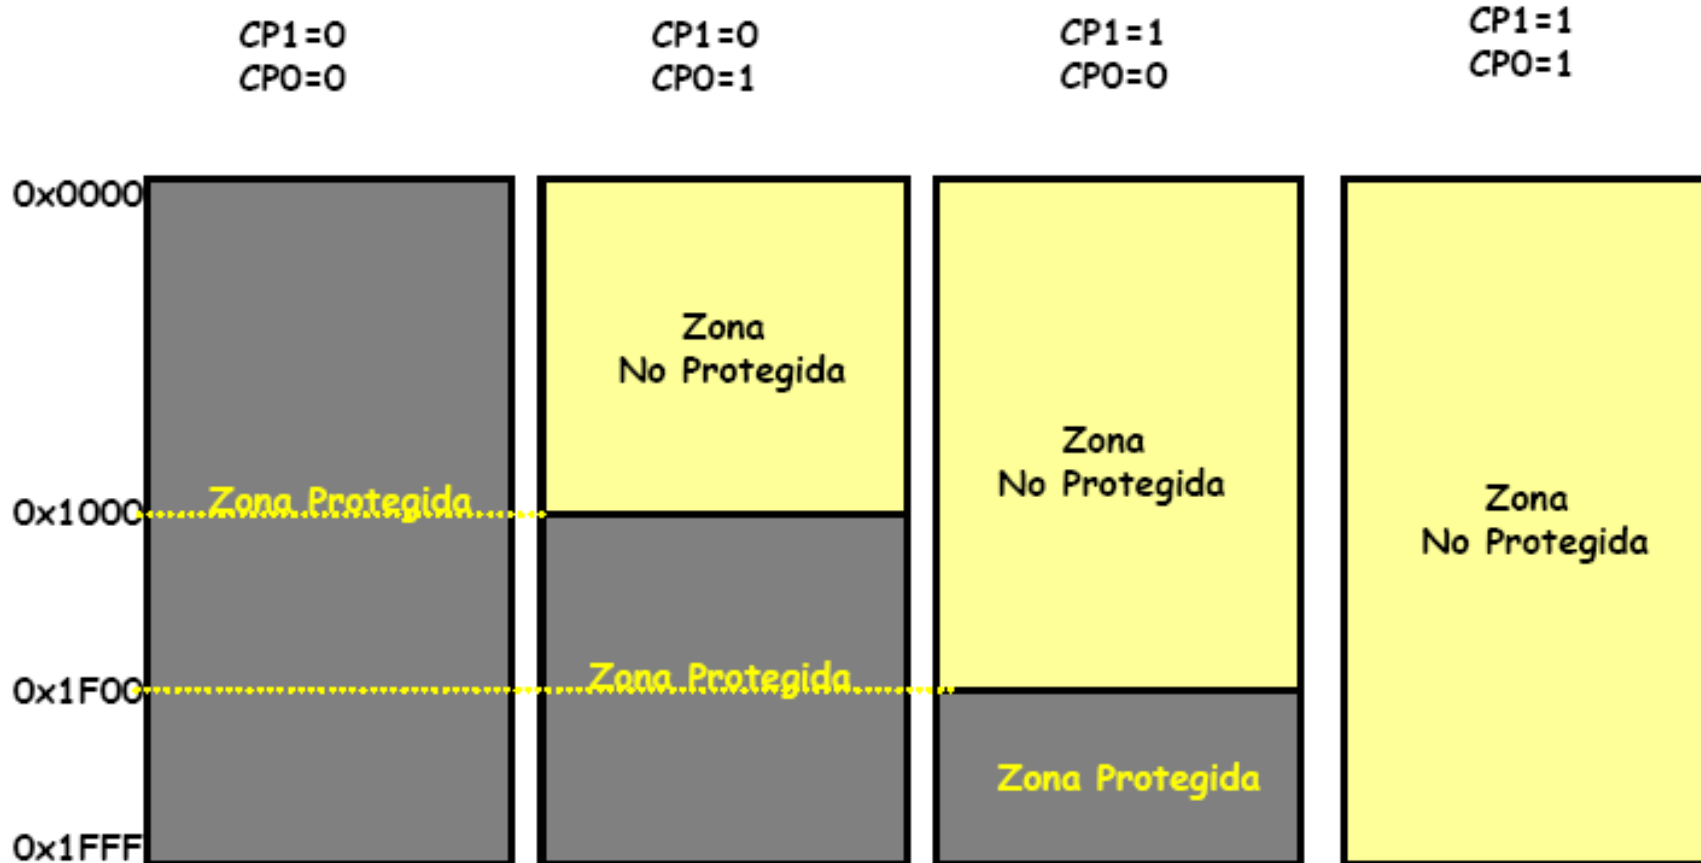 CP1=0
CP0=0
CP1=0
CP0=1
CP1=1
CP0=0
CP1=1
CP0=1
0x0000
0x1000
0x1F00
0x1FFF
Zona Protegida
Zona
No Protegida
Zona Protegida
Zona
No Protegida
Zona Protegida
Zona
No Protegida